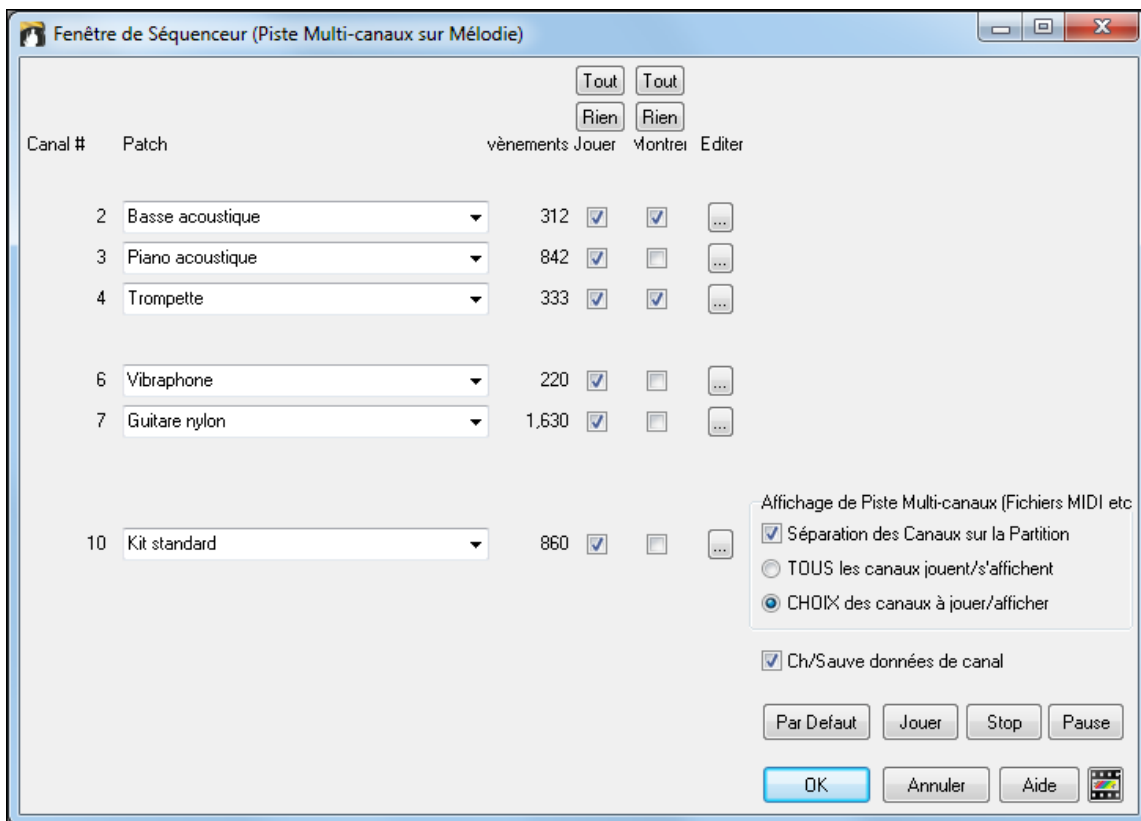 Fenêtre de Séquenceur (Piste Multi-canaux sur Mélodie)
Tout Tout
Rien Rien
Canal # Patch vènements Jouer Montrer Editer
2 Basse acoustique 312 ...
3 Piano acoustique 842 ...
4 Trompette 333 ...
6 Vibraphone 220 ...
7 Guitare nylon 1,630 ...
Affichage de Piste Multi-canaux (Fichiers MIDI etc
10 Kit standard 860 ...
Séparation des Canaux sur la Partition
TOUS les canaux jouent/s'affichent
CHOIX des canaux à jouer/afficher
Ch/Sauve données de canal
Par Defaut Jouer Stop Pause
OK Annuler Aide